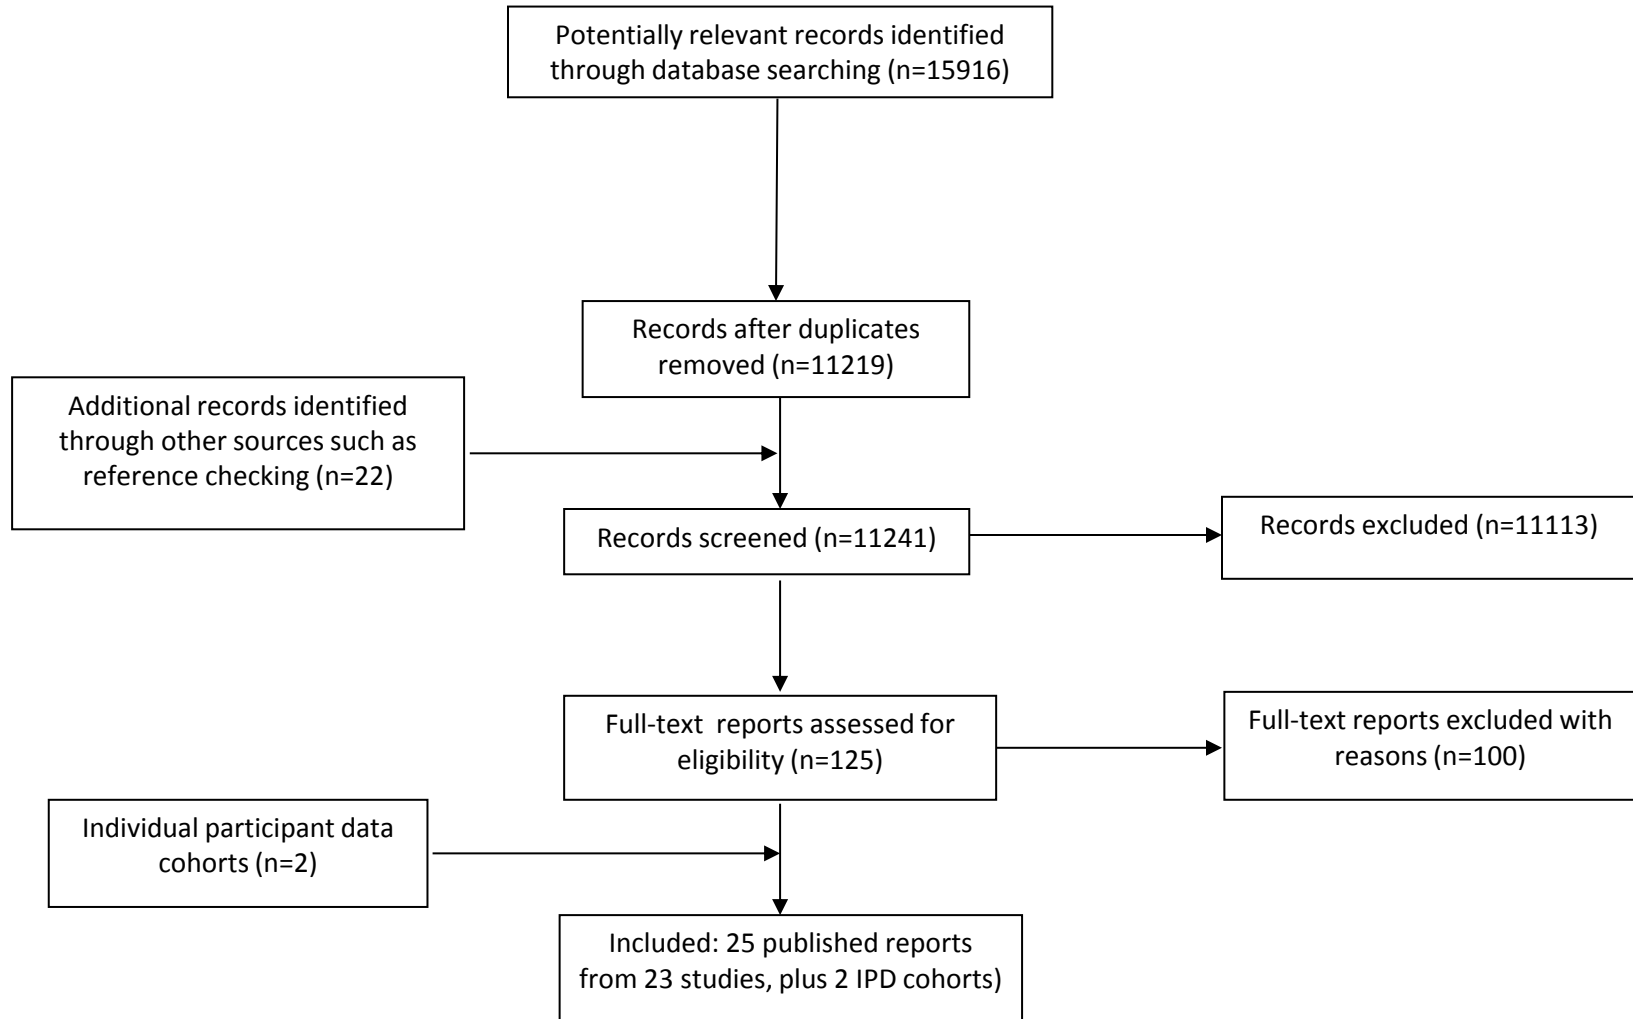 Potentially relevant records identified
through database searching (n=15916)
Records after duplicates
removed (n=11219)
Additional records identified
through other sources such as
reference checking (n=22)
Records screened (n=11241)
Records excluded (n=11113)
Full-text reports assessed for
eligibility (n=125)
Full-text reports excluded with
reasons (n=100)
Individual participant data
cohorts (n=2)
Included: 25 published reports
from 23 studies, plus 2 IPD cohorts)